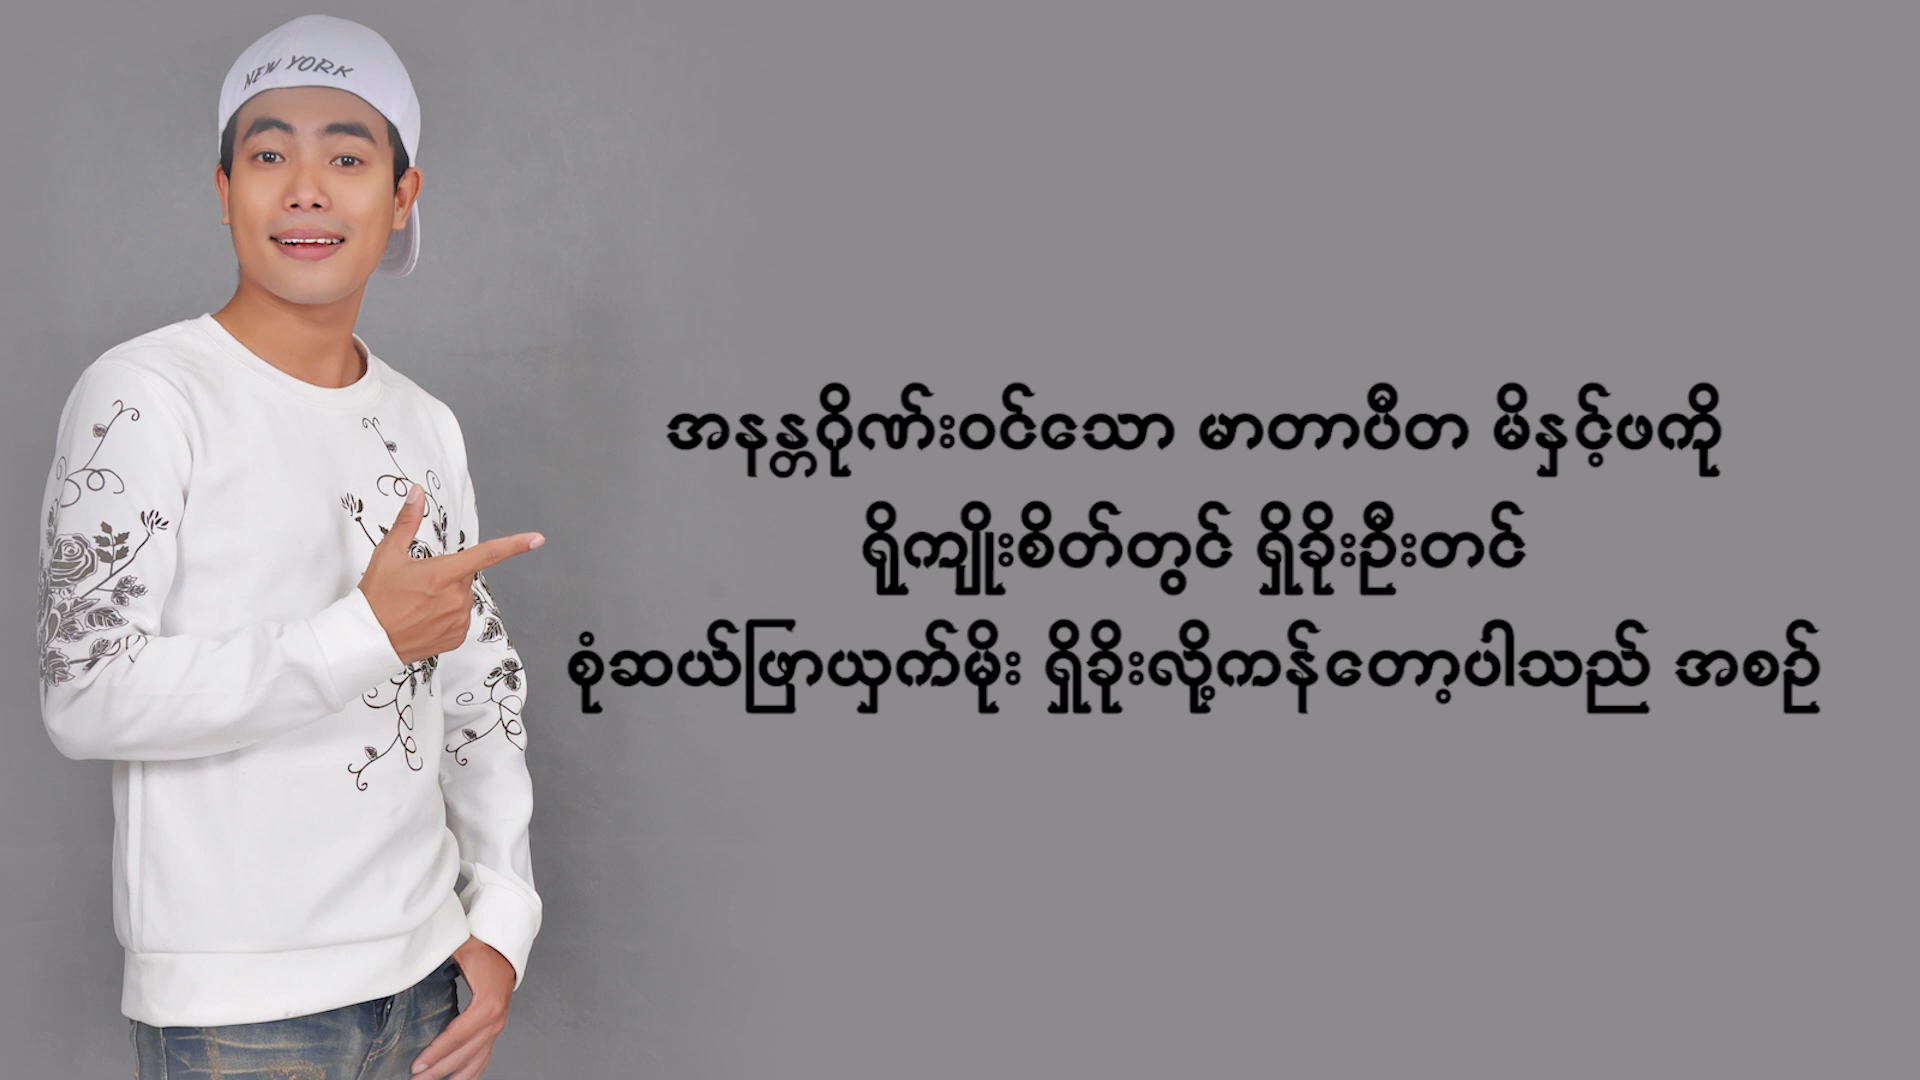 NEW YORK
အနန္တဂိုဏ်းဝင်သော မာတာပီတ မိနှင့်ဖကို
ရိုကျိုးစိတ်တွင် ရှိခိုးဦးတင်
စုံဆယ်ဖြာယှက်မိုး ရှိခိုးလို့ကန်တော့ပါသည် အစဉ်